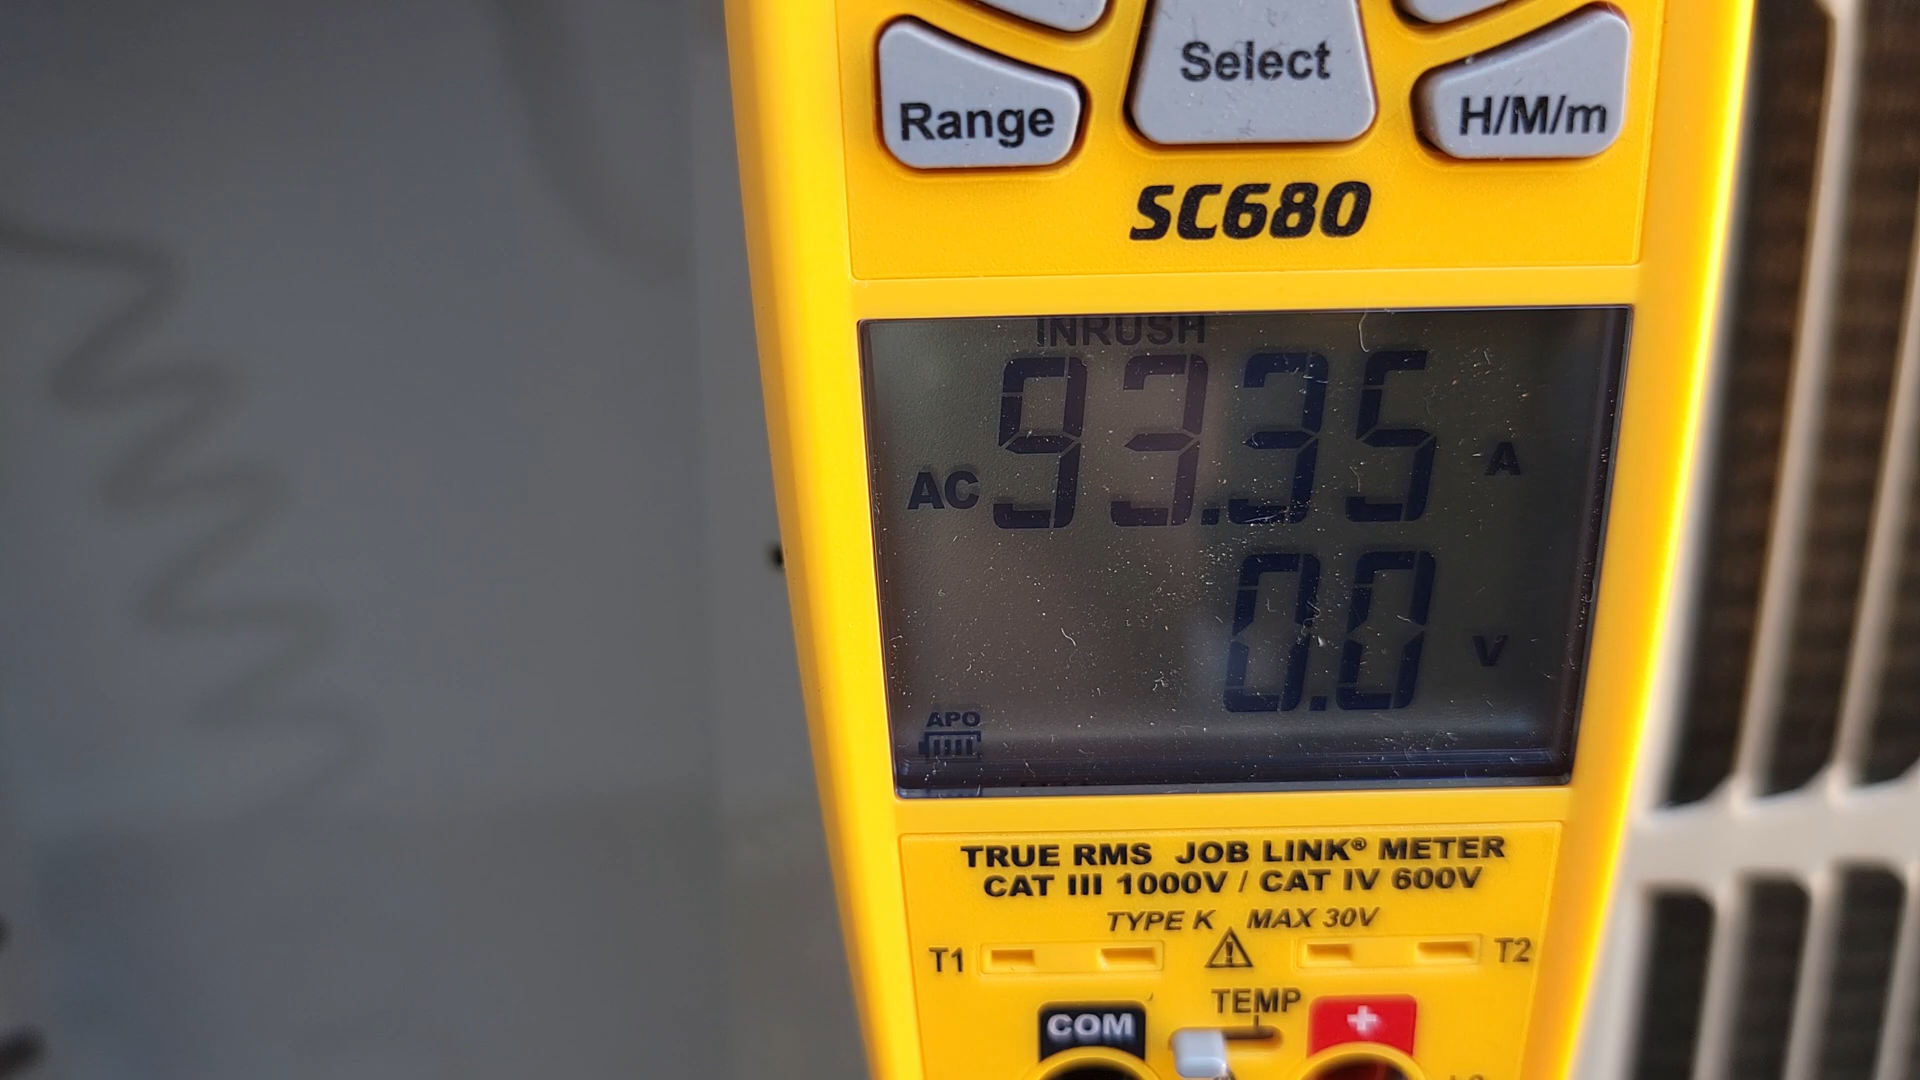 Select
Range
H/M/m
SC680
INRUSH
AC 93.35 A
0.0 V
APO
TRUE RMS JOB LINK® METER
CAT III 1000V / CAT IV 600V
TYPE K MAX 30V
T1 T2
TEMP
COM +